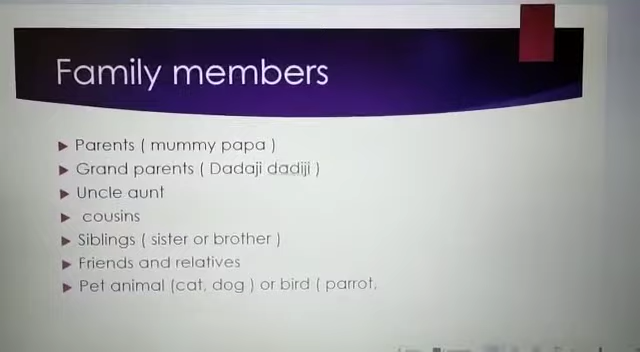 Family members
Parents ( mummy papa )
Grand parents ( Dadaji dadiji )
Uncle aunt
cousins
Siblings ( sister or brother )
Friends and relatives
Pet animal (cat, dog ) or bird ( parrot.